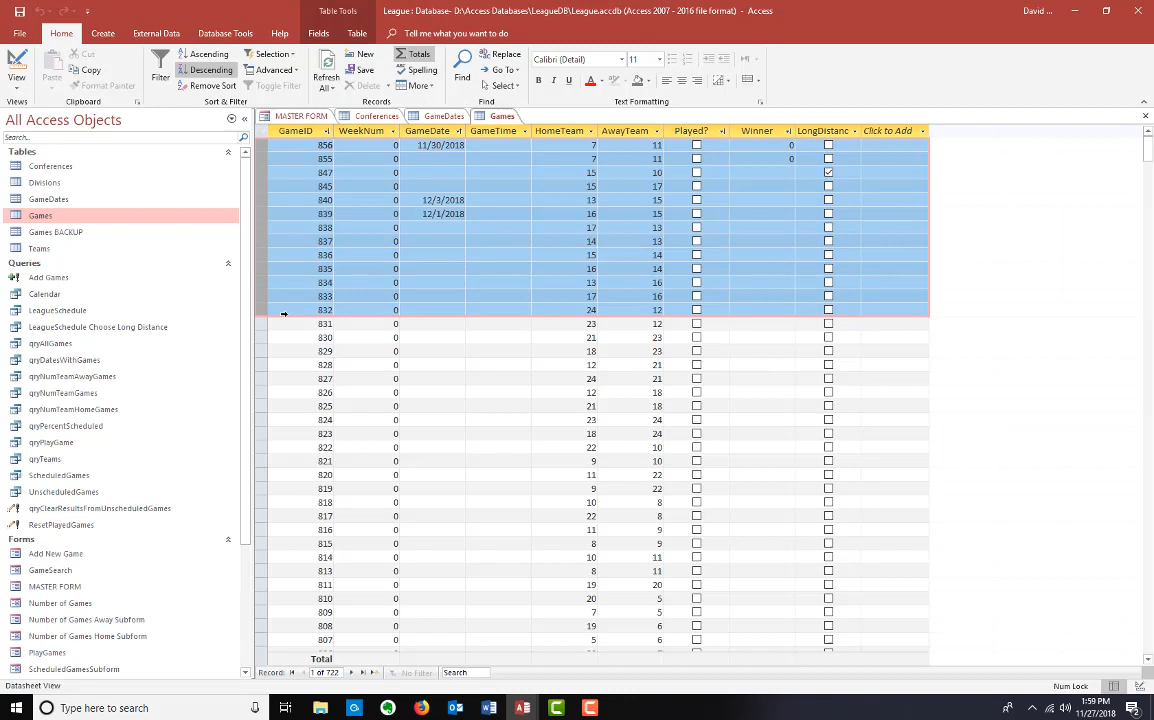 Table Tools
League : Database- D:\Access Databases\LeagueDB\League.accdb (Access 2007 - 2016 file format) - Access
David ...
File Home Create External Data Database Tools Help Fields Table Tell me what you want to do
View
Views
Paste
Cut
Copy
Format Painter
Clipboard
Filter
Ascending
Descending
Remove Sort
Selection
Advanced
Toggle Filter
Sort & Filter
Refresh All
New
Save
Delete
Totals
Spelling
More
Records
Find
Replace
Go To
Select
Find
Calibri (Detail) 11
B I U A
Text Formatting
All Access Objects
Search...
Tables
Conferences
Divisions
GameDates
Games
Games BACKUP
Teams
Queries
Add Games
Calendar
LeagueSchedule
LeagueSchedule Choose Long Distance
qryAllGames
qryDatesWithGames
qryNumTeamAwayGames
qryNumTeamGames
qryNumTeamHomeGames
qryPercentScheduled
qryPlayGame
qryTeams
ScheduledGames
UnscheduledGames
qryClearResultsFromUnscheduledGames
ResetPlayedGames
Forms
Add New Game
GameSearch
MASTER FORM
Number of Games
Number of Games Away Subform
Number of Games Home Subform
PlayGames
ScheduledGamesSubform
MASTER FORM Conferences GameDates Games
GameID WeekNum GameDate GameTime HomeTeam AwayTeam Played? Winner LongDistanc Click to Add
856 0 11/30/2018 7 11 0
855 0 7 11 0
847 0 15 10
845 0 15 17
840 0 12/3/2018 13 15
839 0 12/1/2018 16 15
838 0 17 13
837 0 14 13
836 0 15 14
835 0 16 14
834 0 13 16
833 0 17 16
832 0 24 12
831 0 23 12
830 0 21 23
829 0 18 23
828 0 12 21
827 0 24 21
826 0 12 18
825 0 21 18
824 0 23 24
823 0 18 24
822 0 22 10
821 0 9 10
820 0 11 22
819 0 9 22
818 0 10 8
817 0 22 8
816 0 11 9
815 0 8 9
814 0 10 11
813 0 8 11
811 0 19 20
810 0 20 5
809 0 7 5
808 0 19 6
807 0 5 6
Total
Record: 1 of 722 No Filter Search
Datasheet View
Num Lock
Type here to search
1:59 PM
11/27/2018
2